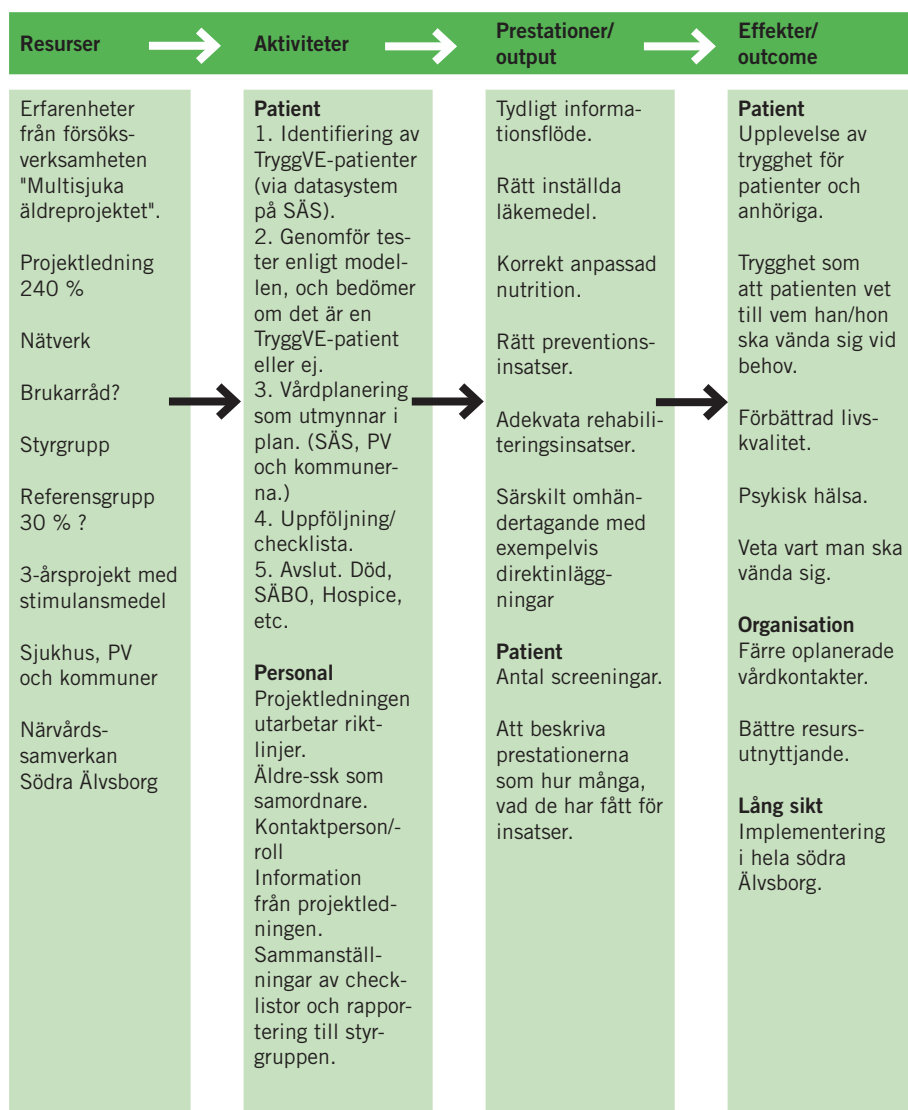 Resurser
Aktiviteter
Prestationer/
output
Effekter/
outcome
Erfarenheter
från försöks-
verksamheten
"Multisjuka
äldreprojektet".
Projektledning
240 %
Nätverk
Brukarråd?
Styrgrupp
Referensgrupp
30 % ?
3-årsprojekt med
stimulansmedel
Sjukhus, PV
och kommuner
Närvårds-
samverkan
Södra Älvsborg
Patient
1. Identifiering av
TryggVE-patienter
(via datasystem
på SÄS).
2. Genomför tes-
ter enligt model-
len, och bedömer
om det är en
TryggVE-patient
eller ej.
3. Vårdplanering
som utmynnar i
plan. (SÄS, PV
och kommuner-
na.)
4. Uppföljning/
checklista.
5. Avslut. Död,
SÄBO, Hospice,
etc.
Personal
Projektledningen
utarbetar rikt-
linjer.
Äldre-ssk som
samordnare.
Kontaktperson/-
roll
Information
från projektled-
ningen.
Sammanställ-
ningar av check-
listor och rappor-
tering till styr-
gruppen.
Tydligt informa-
tionsflöde.
Rätt inställda
läkemedel.
Korrekt anpassad
nutrition.
Rätt preventions-
insatser.
Adekvata rehabili-
teringsinsatser.
Särskilt omhän-
dertagande med
exempelvis
direktinlägg-
ningar
Patient
Antal screeningar.
Att beskriva
prestationerna
som hur många,
vad de har fått för
insatser.
Patient
Upplevelse av
trygghet för
patienter och
anhöriga.
Trygghet som
att patienten vet
till vem han/hon
ska vända sig vid
behov.
Förbättrad livs-
kvalitet.
Psykisk hälsa.
Veta vart man ska
vända sig.
Organisation
Färre oplanerade
vårdkontakter.
Bättre resurs-
utnyttjande.
Lång sikt
Implementering
i hela södra
Älvsborg.